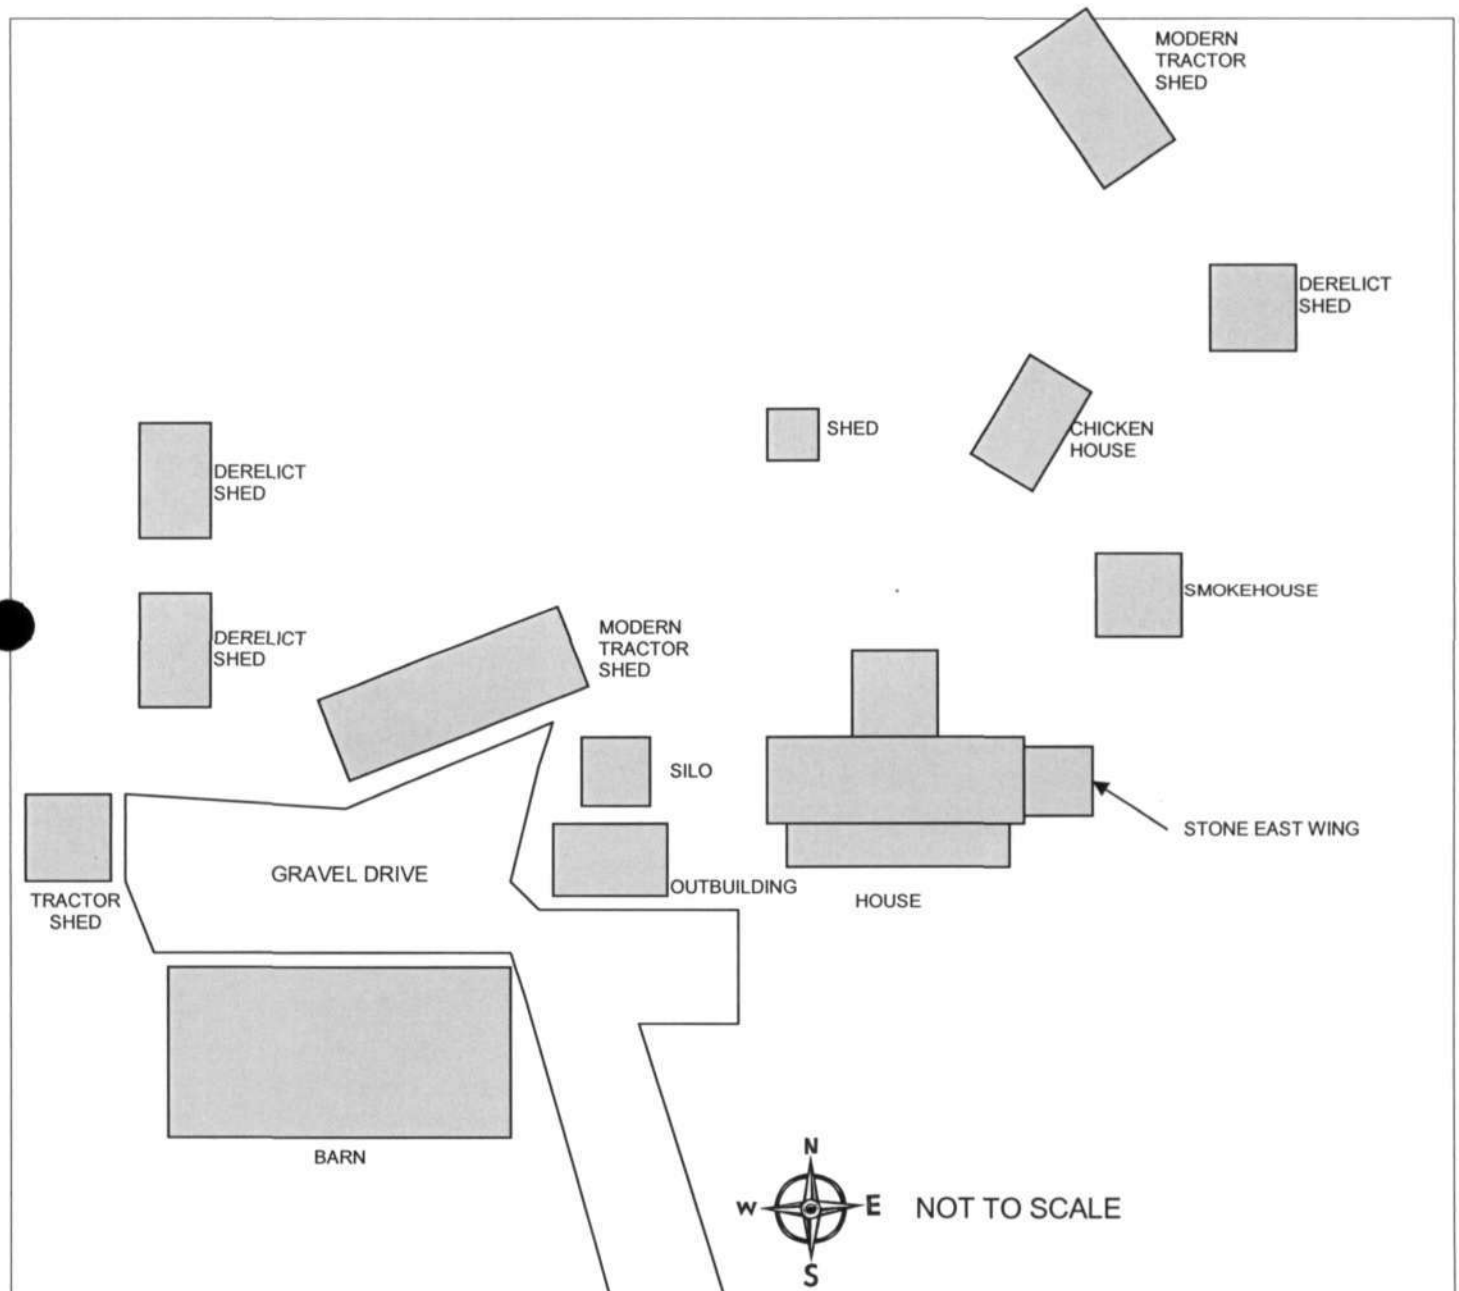 MODERN
TRACTOR
SHED
DERELICT
SHED
SHED
CHICKEN
HOUSE
DERELICT
SHED
SMOKEHOUSE
DERELICT
SHED
MODERN
TRACTOR
SHED
SILO
STONE EAST WING
GRAVEL DRIVE
OUTBUILDING
TRACTOR
SHED
HOUSE
BARN
N
W
E
S
NOT TO SCALE